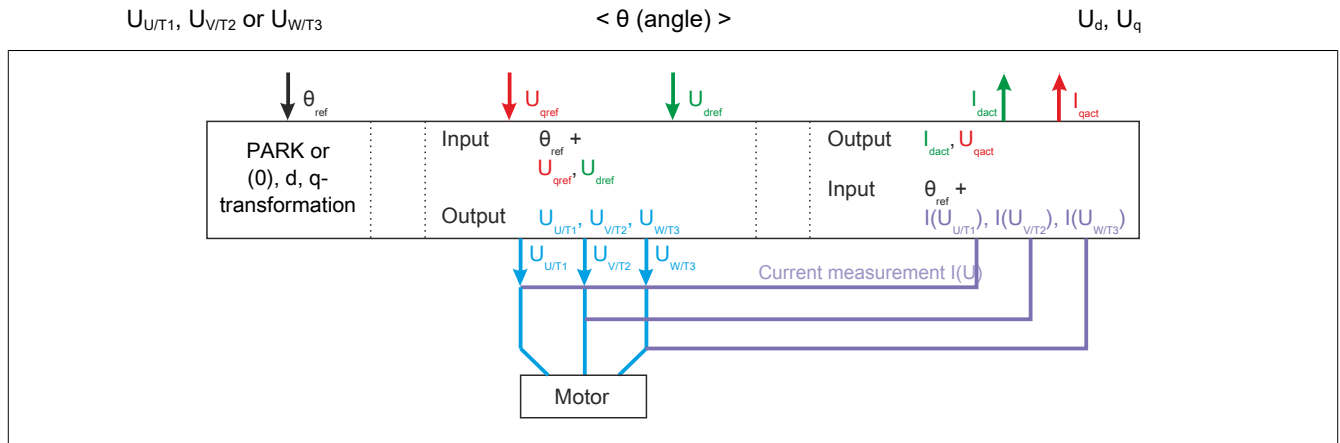 U_U/T1, U_V/T2 or U_W/T3 < θ (angle) > U_d, U_q
θ_ref U_qref U_dref I_dact I_qact
PARK or
(0), d, q-
transformation
Input θ_ref +
U_qref, U_dref
Output U_U/T1, U_V/T2, U_W/T3
Output I_dact, U_qact
Input θ_ref +
I(U_U/T1), I(U_V/T2), I(U_W/T3)
U_U/T1 U_V/T2 U_W/T3
Current measurement I(U)
Motor